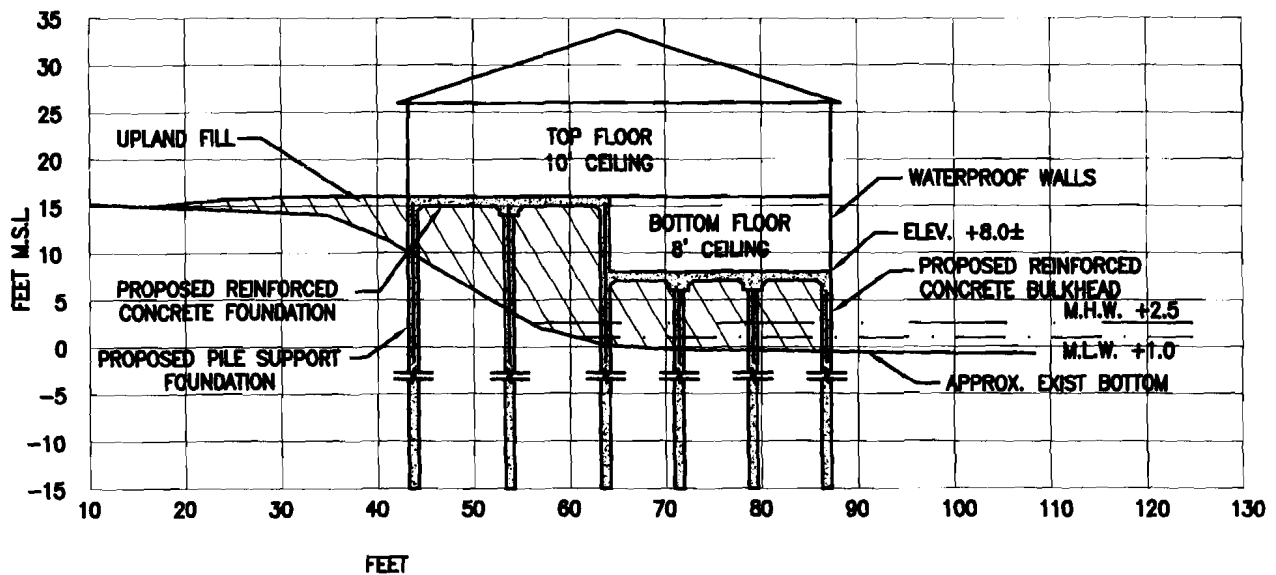 35
30
25
20
15
10
5
0
-5
-10
-15
FEET M.S.L
UPLAND FILL
TOP FLOOR
10' CEILING
WATERPROOF WALLS
BOTTOM FLOOR
8' CEILING
ELEV. +8.0±
PROPOSED REINFORCED
CONCRETE BULKHEAD
PROPOSED REINFORCED
CONCRETE FOUNDATION
M.H.W. +2.5
PROPOSED PILE SUPPORT
FOUNDATION
M.L.W. +1.0
APPROX. EXIST BOTTOM
10 20 30 40 50 60 70 80 90 100 110 120 130
FEET